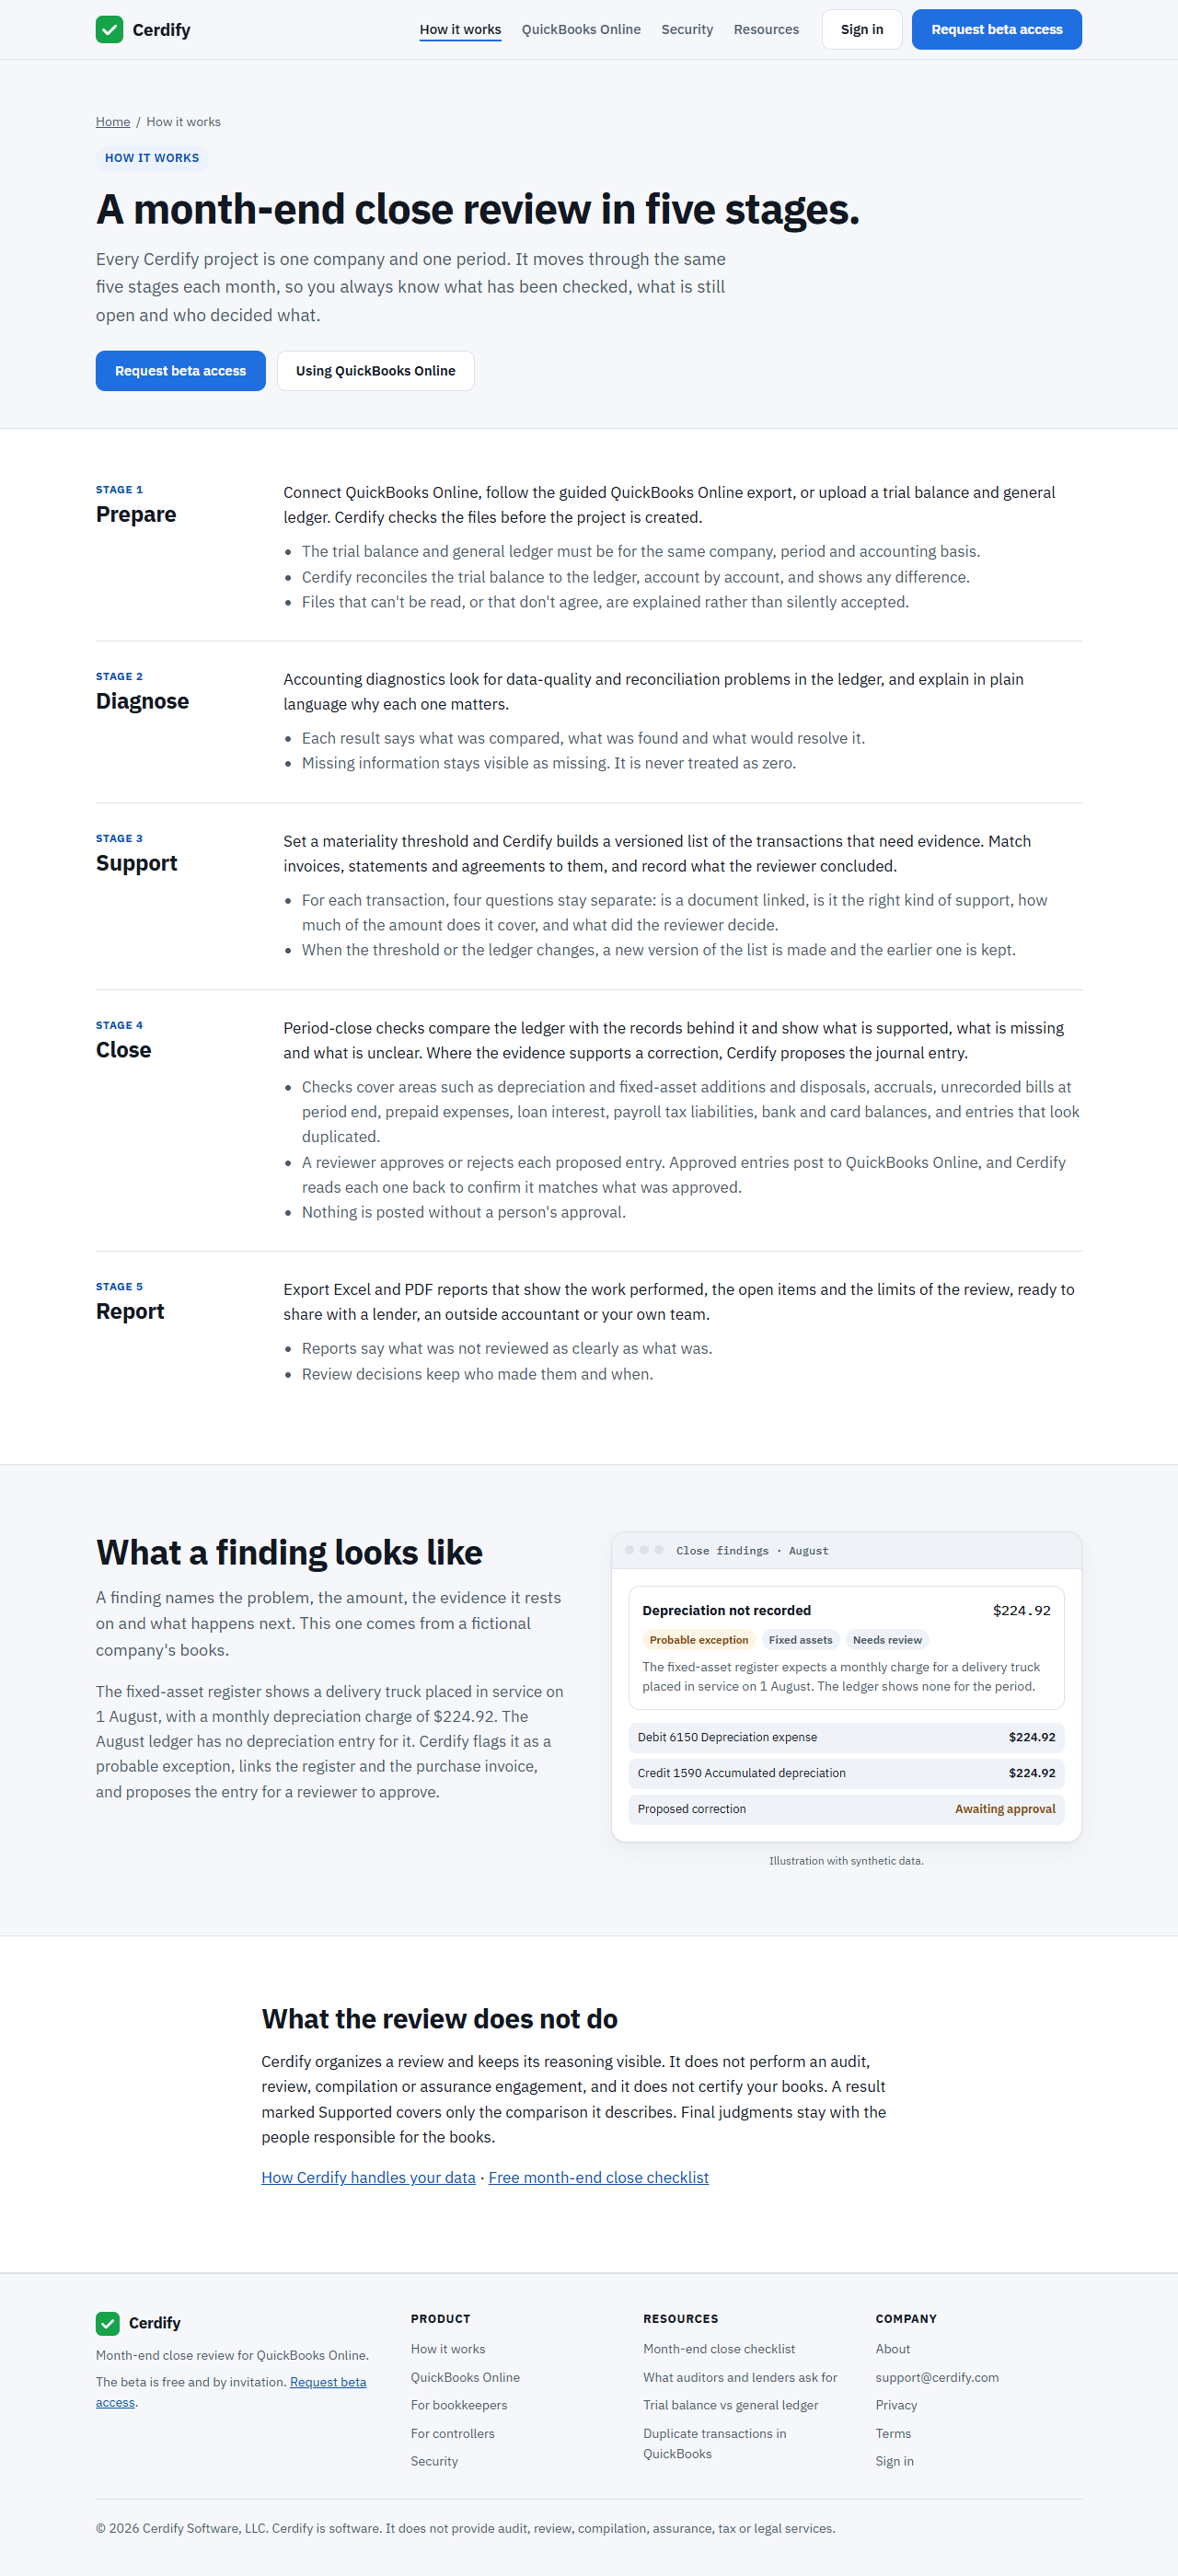 Cerdify
How it works
QuickBooks Online
Security
Resources
Sign in
Request beta access
Home / How it works
HOW IT WORKS
A month-end close review in five stages.
Every Cerdify project is one company and one period. It moves through the same
five stages each month, so you always know what has been checked, what is still
open and who decided what.
Request beta access
Using QuickBooks Online
STAGE 1
Prepare
Connect QuickBooks Online, follow the guided QuickBooks Online export, or upload a trial balance and general
ledger. Cerdify checks the files before the project is created.
• The trial balance and general ledger must be for the same company, period and accounting basis.
• Cerdify reconciles the trial balance to the ledger, account by account, and shows any difference.
• Files that can't be read, or that don't agree, are explained rather than silently accepted.
STAGE 2
Diagnose
Accounting diagnostics look for data-quality and reconciliation problems in the ledger, and explain in plain
language why each one matters.
• Each result says what was compared, what was found and what would resolve it.
• Missing information stays visible as missing. It is never treated as zero.
STAGE 3
Support
Set a materiality threshold and Cerdify builds a versioned list of the transactions that need evidence. Match
invoices, statements and agreements to them, and record what the reviewer concluded.
• For each transaction, four questions stay separate: is a document linked, is it the right kind of support, how
much of the amount does it cover, and what did the reviewer decide.
• When the threshold or the ledger changes, a new version of the list is made and the earlier one is kept.
STAGE 4
Close
Period-close checks compare the ledger with the records behind it and show what is supported, what is missing
and what is unclear. Where the evidence supports a correction, Cerdify proposes the journal entry.
• Checks cover areas such as depreciation and fixed-asset additions and disposals, accruals, unrecorded bills at
period end, prepaid expenses, loan interest, payroll tax liabilities, bank and card balances, and entries that look
duplicated.
• A reviewer approves or rejects each proposed entry. Approved entries post to QuickBooks Online, and Cerdify
reads each one back to confirm it matches what was approved.
• Nothing is posted without a person's approval.
STAGE 5
Report
Export Excel and PDF reports that show the work performed, the open items and the limits of the review, ready to
share with a lender, an outside accountant or your own team.
• Reports say what was not reviewed as clearly as what was.
• Review decisions keep who made them and when.
What a finding looks like
A finding names the problem, the amount, the evidence it rests
on and what happens next. This one comes from a fictional
company's books.
The fixed-asset register shows a delivery truck placed in service on
1 August, with a monthly depreciation charge of $224.92. The
August ledger has no depreciation entry for it. Cerdify flags it as a
probable exception, links the register and the purchase invoice,
and proposes the entry for a reviewer to approve.
Close findings · August
Depreciation not recorded $224.92
Probable exception Fixed assets Needs review
The fixed-asset register expects a monthly charge for a delivery truck
placed in service on 1 August. The ledger shows none for the period.
Debit 6150 Depreciation expense $224.92
Credit 1590 Accumulated depreciation $224.92
Proposed correction Awaiting approval
Illustration with synthetic data.
What the review does not do
Cerdify organizes a review and keeps its reasoning visible. It does not perform an audit,
review, compilation or assurance engagement, and it does not certify your books. A result
marked Supported covers only the comparison it describes. Final judgments stay with the
people responsible for the books.
How Cerdify handles your data · Free month-end close checklist
Cerdify
Month-end close review for QuickBooks Online.
The beta is free and by invitation. Request beta
access.
PRODUCT
How it works
QuickBooks Online
For bookkeepers
For controllers
Security
RESOURCES
Month-end close checklist
What auditors and lenders ask for
Trial balance vs general ledger
Duplicate transactions in
QuickBooks
COMPANY
About
support@cerdify.com
Privacy
Terms
Sign in
© 2026 Cerdify Software, LLC. Cerdify is software. It does not provide audit, review, compilation, assurance, tax or legal services.